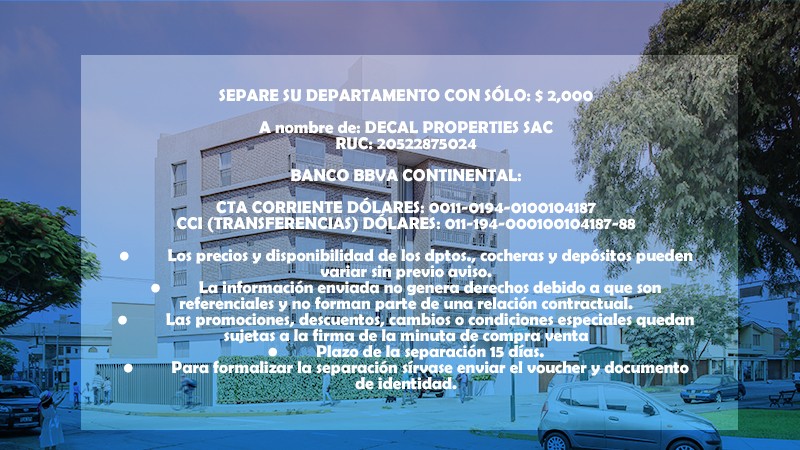 SEPARE SU DEPARTAMENTO CON SÓLO: $ 2,000
A nombre de: DECAL PROPERTIES SAC
RUC: 20522875024
BANCO BBVA CONTINENTAL:
CTA CORRIENTE DÓLARES: 0011-0194-0100104187
CCI (TRANSFERENCIAS) DÓLARES: 011-194-000100104187-88
• Los precios y disponibilidad de los dptos., cocheras y depósitos pueden
variar sin previo aviso.
• La información enviada no genera derechos debido a que son
referenciales y no forman parte de una relación contractual.
• Las promociones, descuentos, cambios o condiciones especiales quedan
sujetas a la firma de la minuta de compra venta
• Plazo de la separación 15 días.
• Para formalizar la separación sírvase enviar el voucher y documento
de identidad.